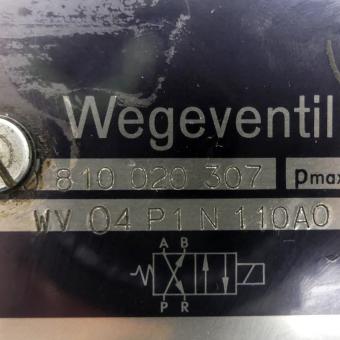 Wegeventil
810 020 307 pmax
WV 04 P1 N 110A0
A B
P R